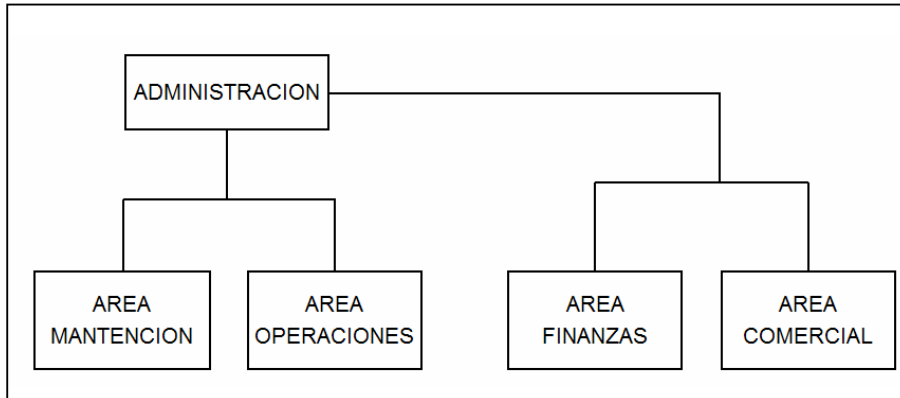 ADMINISTRACION
AREA
MANTENCION
AREA
OPERACIONES
AREA
FINANZAS
AREA
COMERCIAL